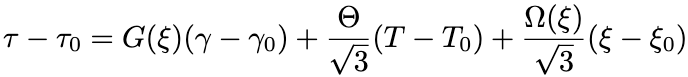 τ − τ₀ = G(ξ)(γ − γ₀) + Θ/√3 (T − T₀) + Ω(ξ)/√3 (ξ − ξ₀)